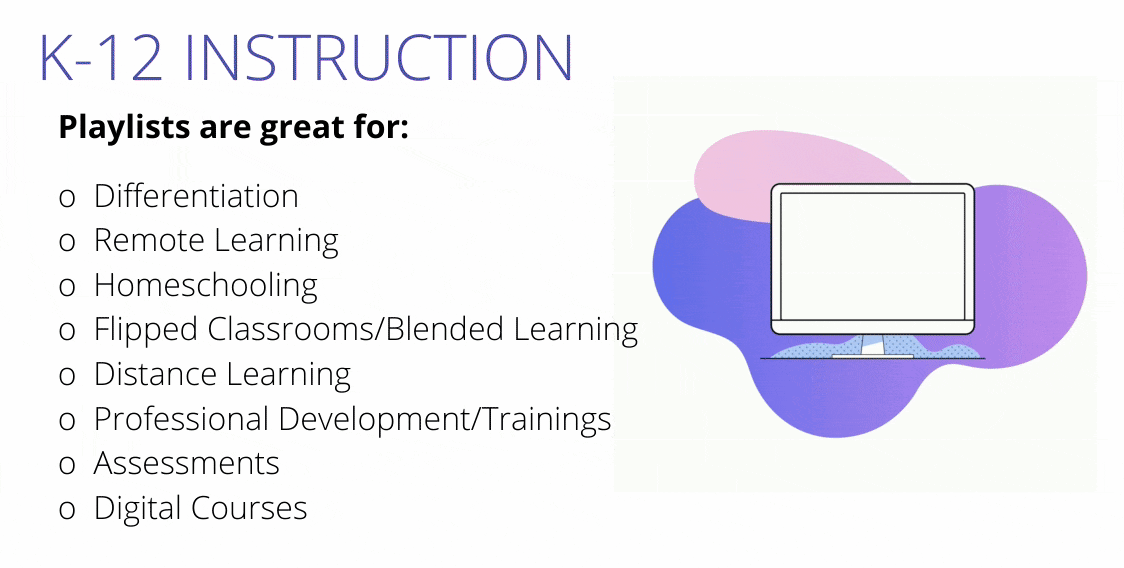 K-12 INSTRUCTION
Playlists are great for:
o Differentiation
o Remote Learning
o Homeschooling
o Flipped Classrooms/Blended Learning
o Distance Learning
o Professional Development/Trainings
o Assessments
o Digital Courses